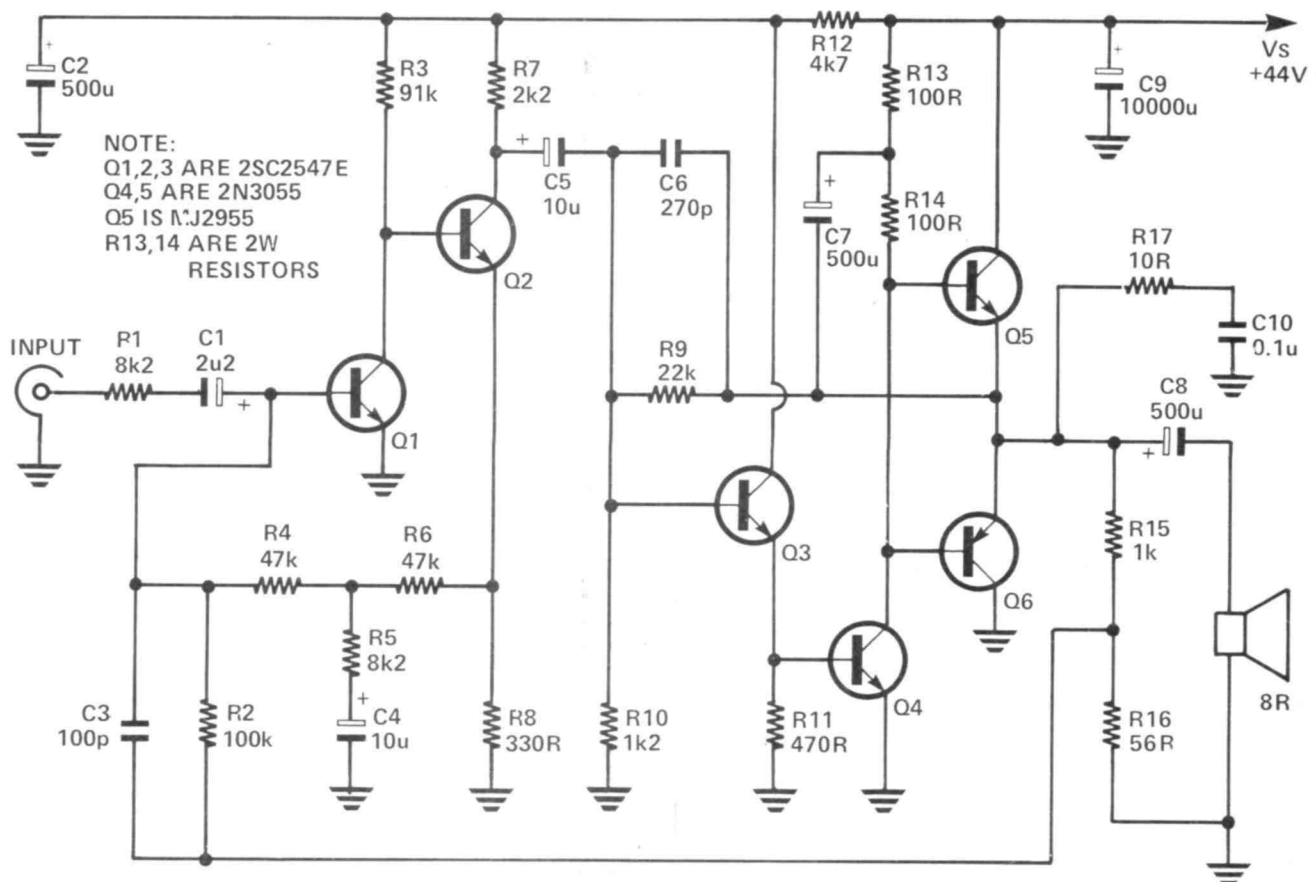 R12
4k7
Vs
+44V
C2
500u
R3
91k
R7
2k2
R13
100R
C9
10000u
NOTE:
Q1,2,3 ARE 2SC2547E
Q4,5 ARE 2N3055
Q5 IS MJ2955
R13,14 ARE 2W
RESISTORS
+
+
+
+
C5
10u
C6
270p
C7
500u
R14
100R
Q2
R17
10R
Q5
C10
0.1u
INPUT
R1
8k2
C1
2u2
+
Q1
R9
22k
C8
500u
+
R4
47k
R6
47k
Q3
R15
1k
Q6
R5
8k2
+
C4
10u
Q4
8R
C3
100p
R2
100k
R8
330R
R10
1k2
R11
470R
R16
56R